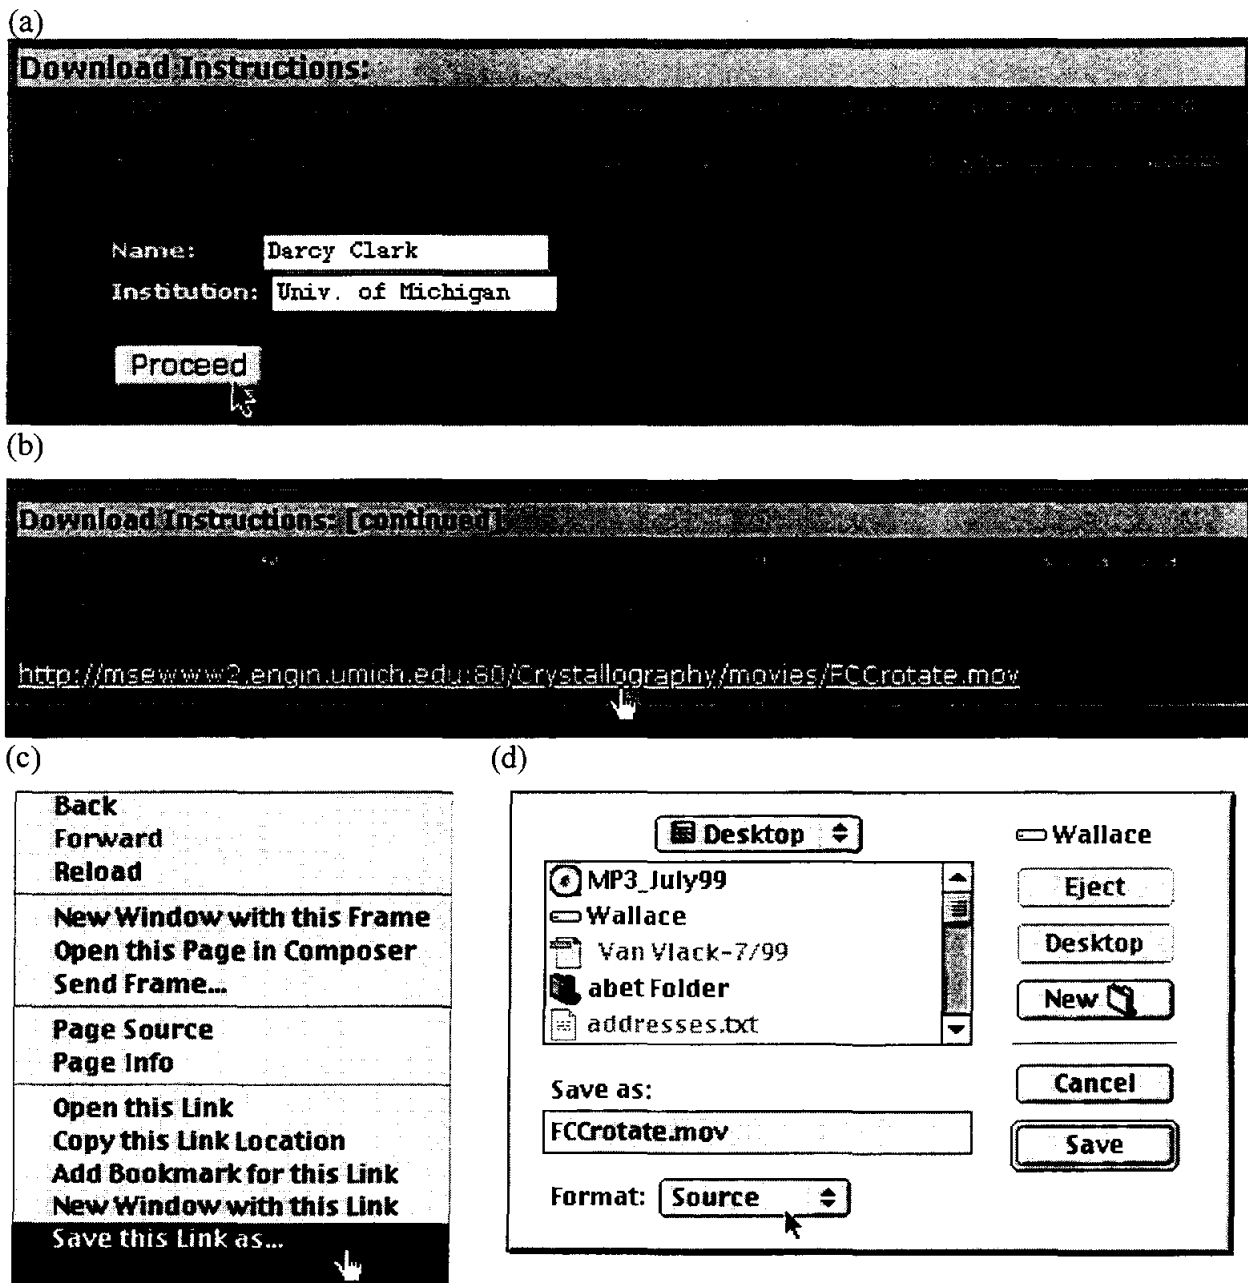 (a)
Download Instructions:
Name: Darcy Clark
Institution: Univ. of Michigan
Proceed
(b)
Download Instructions: [continued]
http://msewww2.engin.umich.edu:80/Crystallography/movies/FCCrotate.mov
(c)
Back
Forward
Reload
New Window with this Frame
Open this Page in Composer
Send Frame...
Page Source
Page Info
Open this Link
Copy this Link Location
Add Bookmark for this Link
New Window with this Link
Save this Link as...
(d)
Desktop
Wallace
MP3_July99
Wallace
Van Vlack-7/99
abet Folder
addresses.txt
Eject
Desktop
New
Cancel
Save
Save as:
FCCrotate.mov
Format: Source